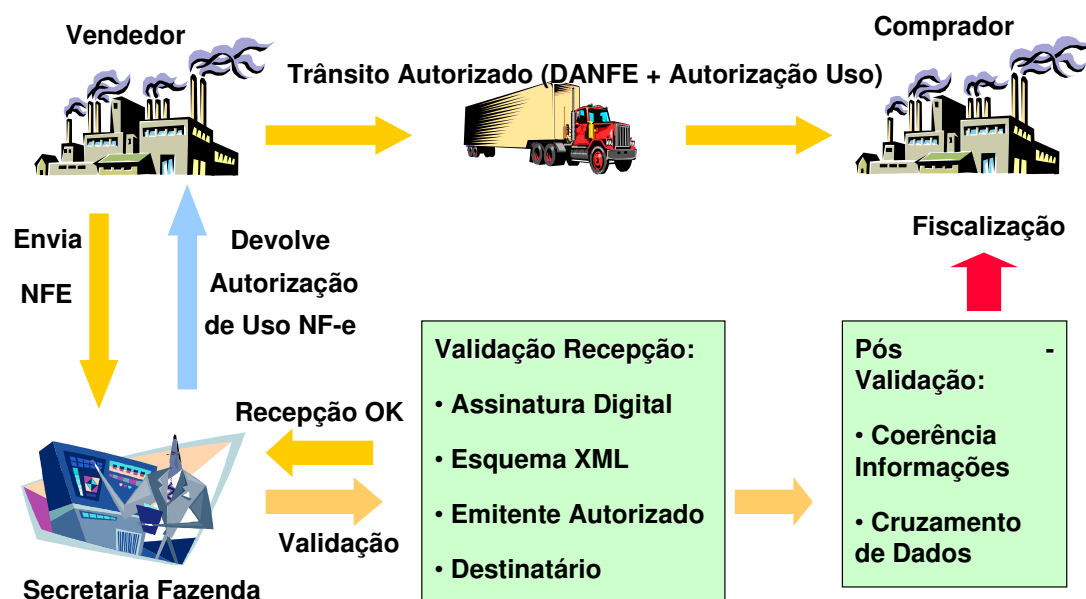 Vendedor
Comprador
Trânsito Autorizado (DANFE + Autorização Uso)
Envia
NFE
Devolve
Autorização
de Uso NF-e
Fiscalização
Recepção OK
Validação
Secretaria Fazenda
Validação Recepção:
• Assinatura Digital
• Esquema XML
• Emitente Autorizado
• Destinatário
Pós -
Validação:
• Coerência
Informações
• Cruzamento
de Dados